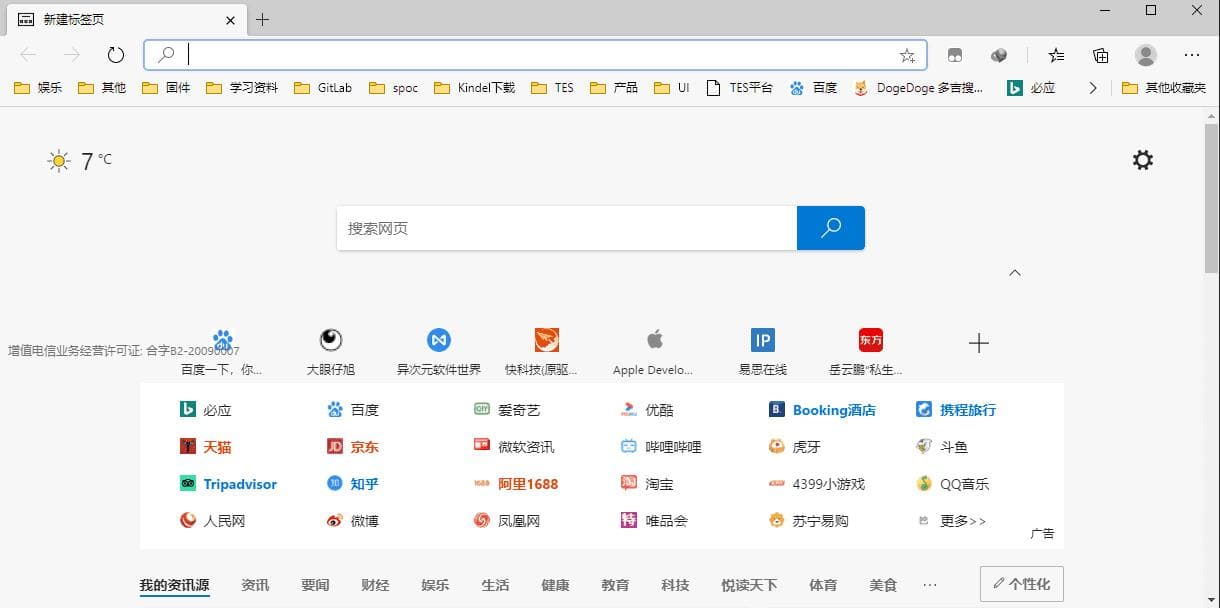 新建标签页
娱乐 其他 固件 学习资料 GitLab spoc Kindel下载 TES 产品 UI TES平台 百度 DogeDoge 多吉搜... 必应 其他收藏夹
7 °C
搜索网页
增值电信业务经营许可证: 合字B2-20090007
IP 东方
百度一下，你... 大眼仔旭 异次元软件世界 快科技(原驱... Apple Develo... 易思在线 岳云鹏"私生...
必应 百度 爱奇艺 优酷 Booking酒店 携程旅行
天猫 JD 京东 微软资讯 哔哩哔哩 虎牙 斗鱼
Tripadvisor 知乎 1688 阿里1688 淘宝 4399小游戏 QQ音乐
人民网 微博 凤凰网 特 唯品会 苏宁易购 更多>>
广告
我的资讯源 资讯 要闻 财经 娱乐 生活 健康 教育 科技 悦读天下 体育 美食 ... 个性化